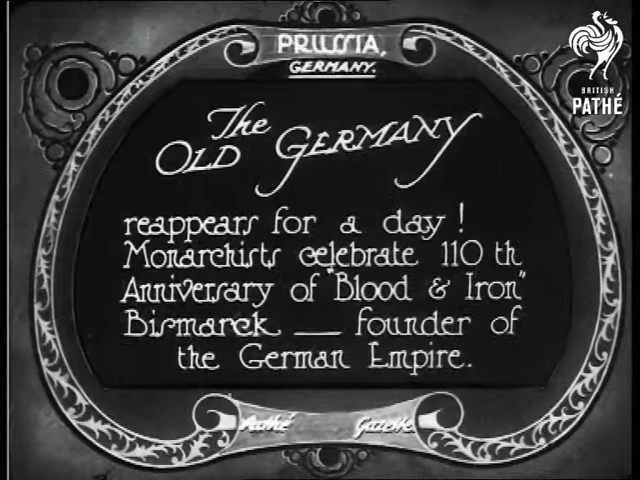 PRUSSIA,
GERMANY.
BRITISH
PATHÉ
The
OLD GERMANY
reappears for a day !
Monarchists celebrate 110 th
Anniversary of "Blood & Iron"
Bismarck — founder of
the German Empire.
Pathé Gazette